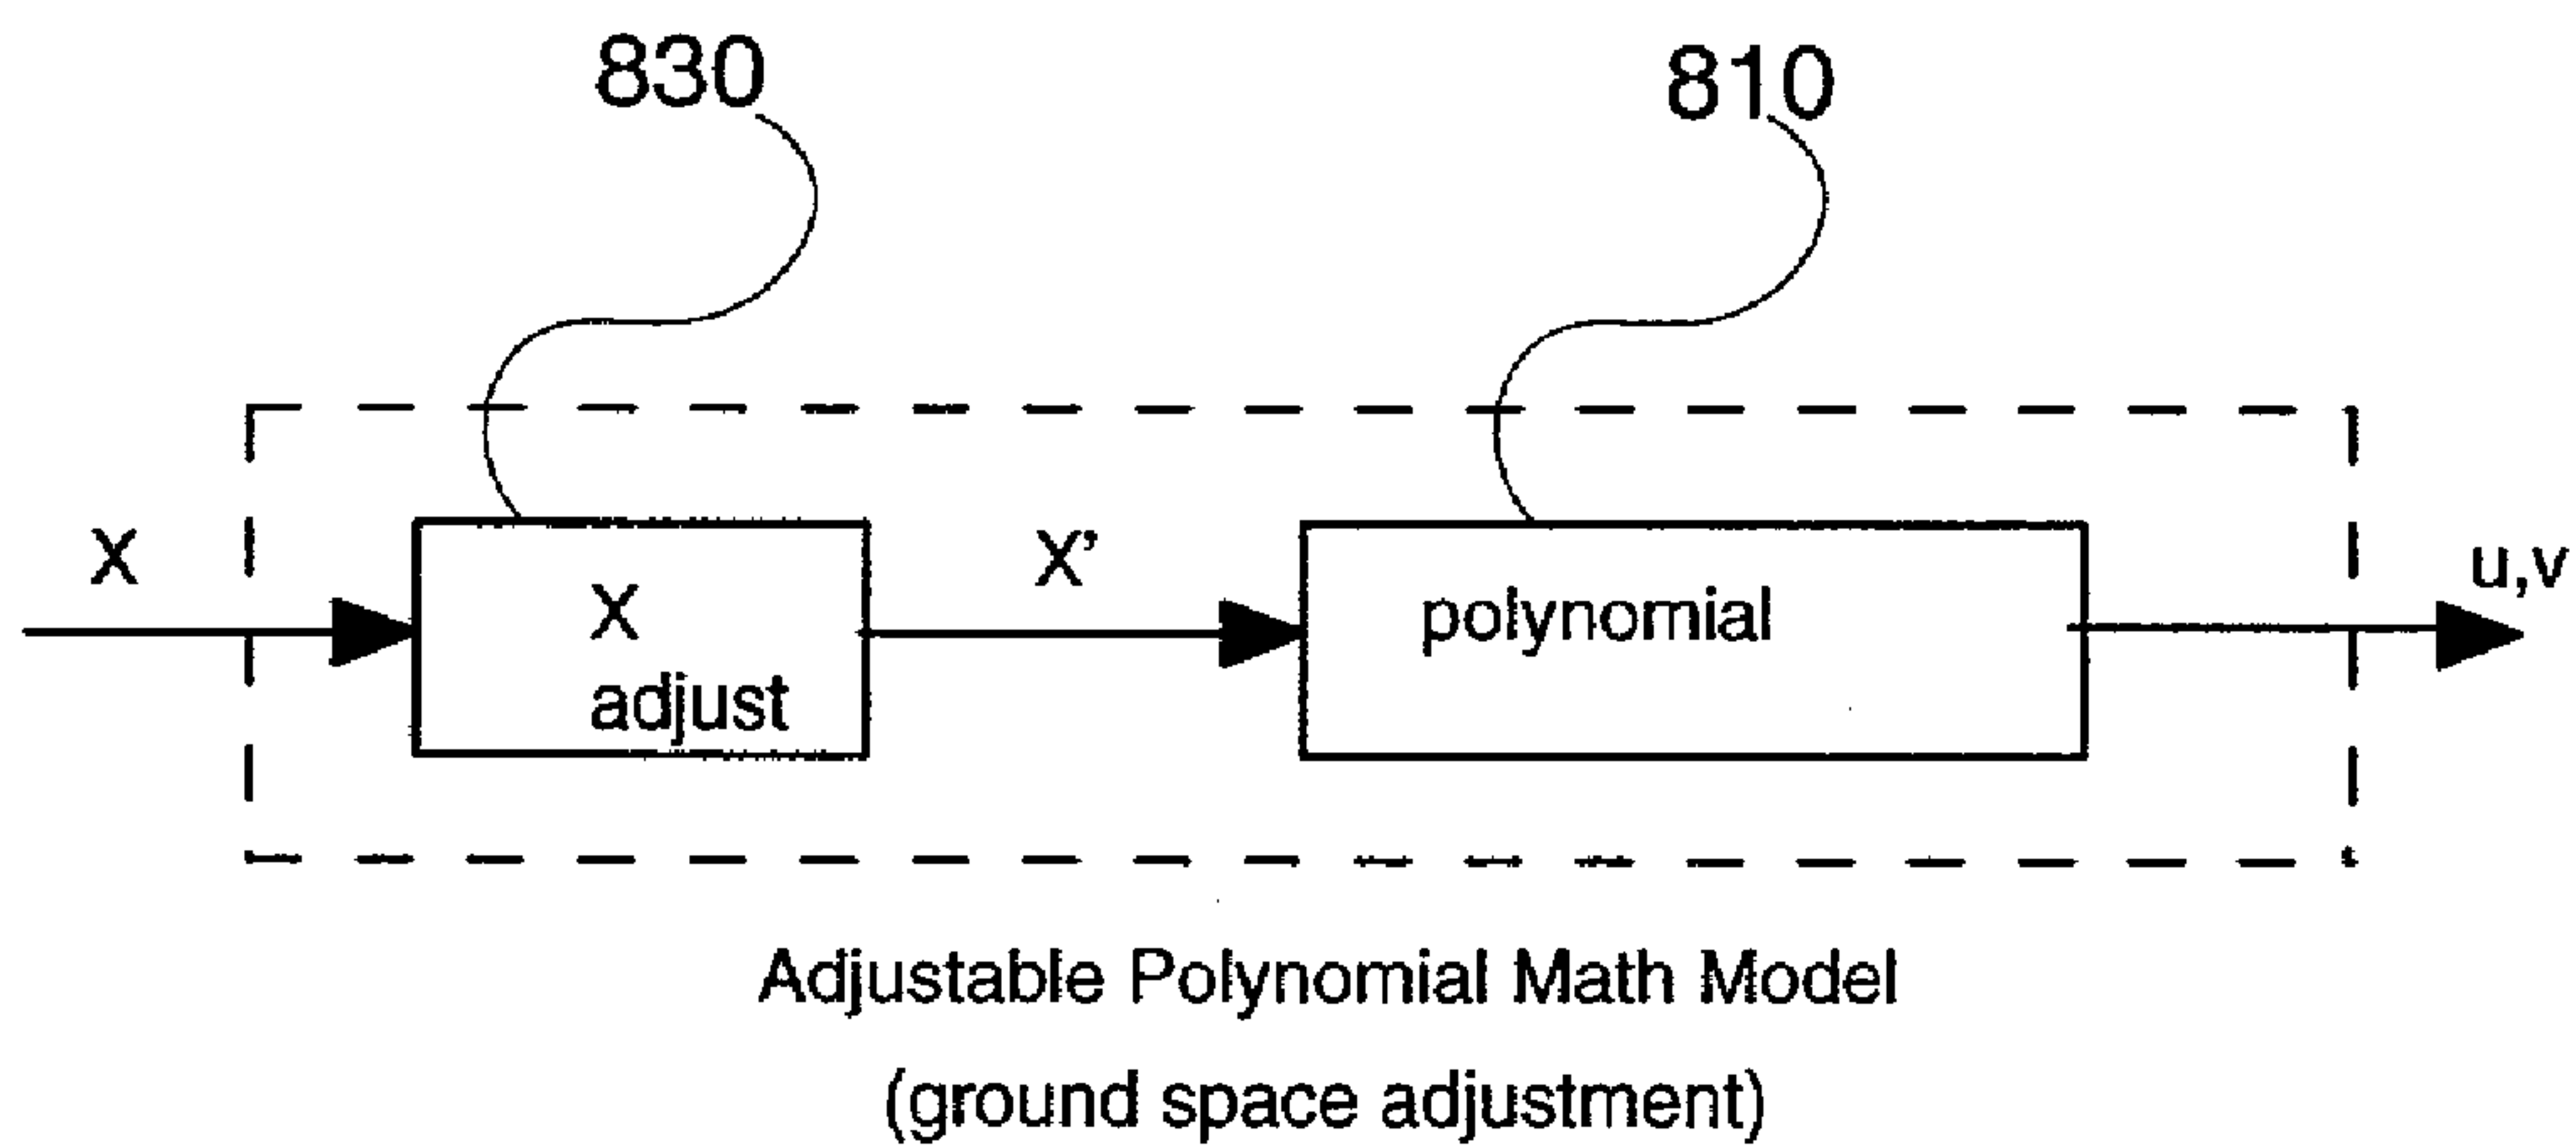 830
810
X
X
adjust
X'
polynomial
u,v
Adjustable Polynomial Math Model
(ground space adjustment)